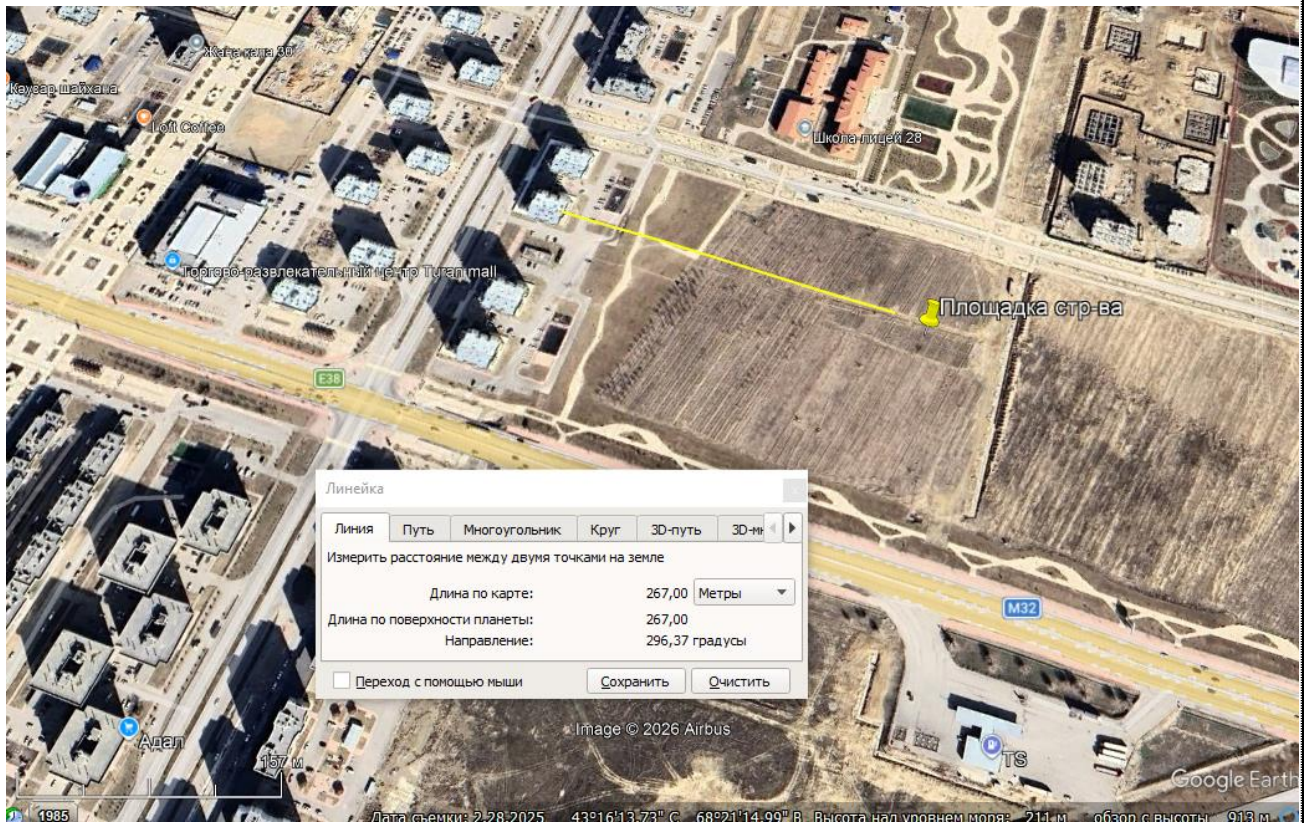 Жана кала 30
Каусар шайхана
Loft Coffee
Школа-лицей 28
Торгово-развлекательный центр Turan mall
Площадка стр-ва
E38
Линейка
Линия Путь Многоугольник Круг 3D-путь 3D-мн
Измерить расстояние между двумя точками на земле
Длина по карте: 267,00 Метры
Длина по поверхности планеты: 267,00
Направление: 296,37 градусы
Переход с помощью мыши Сохранить Очистить
M32
Image © 2026 Airbus
Адал
157 м
TS
Google Earth
1985 Дата съемки: 2.28.2025 43°16'13.73" С 68°21'14.99" В Высота над уровнем моря: 211 м обзор с высоты 913 м